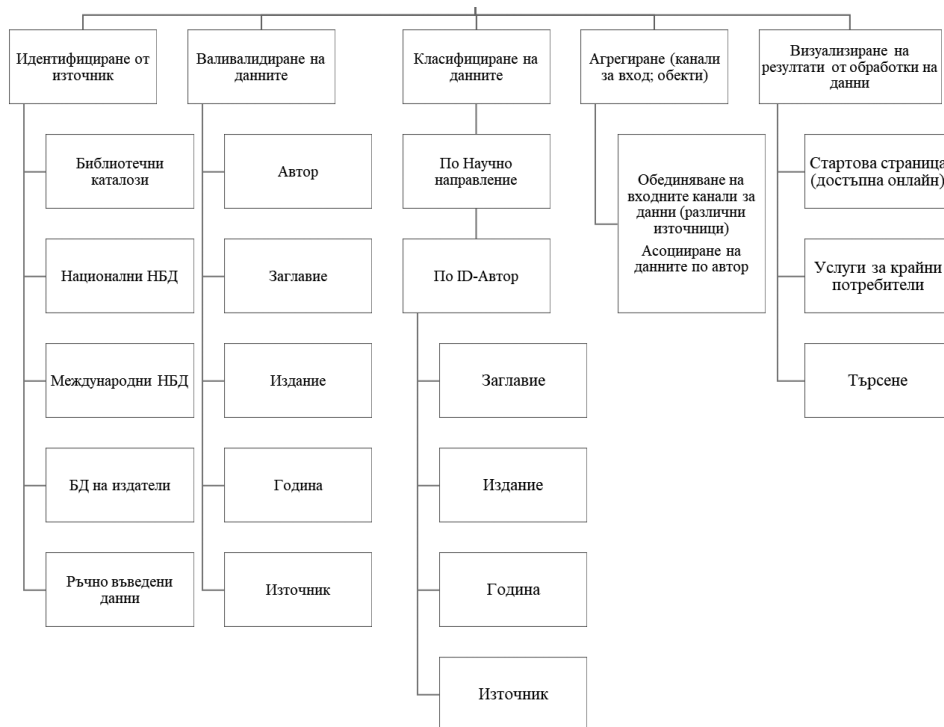 Идентифициране от
източник
Библиотечни
каталози
Национални НБД
Международни НБД
БД на издатели
Ръчно въведени
данни
Валивалидиране на
данните
Автор
Заглавие
Издание
Година
Източник
Класифициране на
данните
По Научно
направление
По ID-Автор
Заглавие
Издание
Година
Източник
Агрегиране (канали
за вход; обекти)
Обединяване на
входните канали за
данни (различни
източници)
Асоцииране на
данните по автор
Визуализиране на
резултати от обработки на
данни
Стартова страница
(достъпна онлайн)
Услуги за крайни
потребители
Търсене